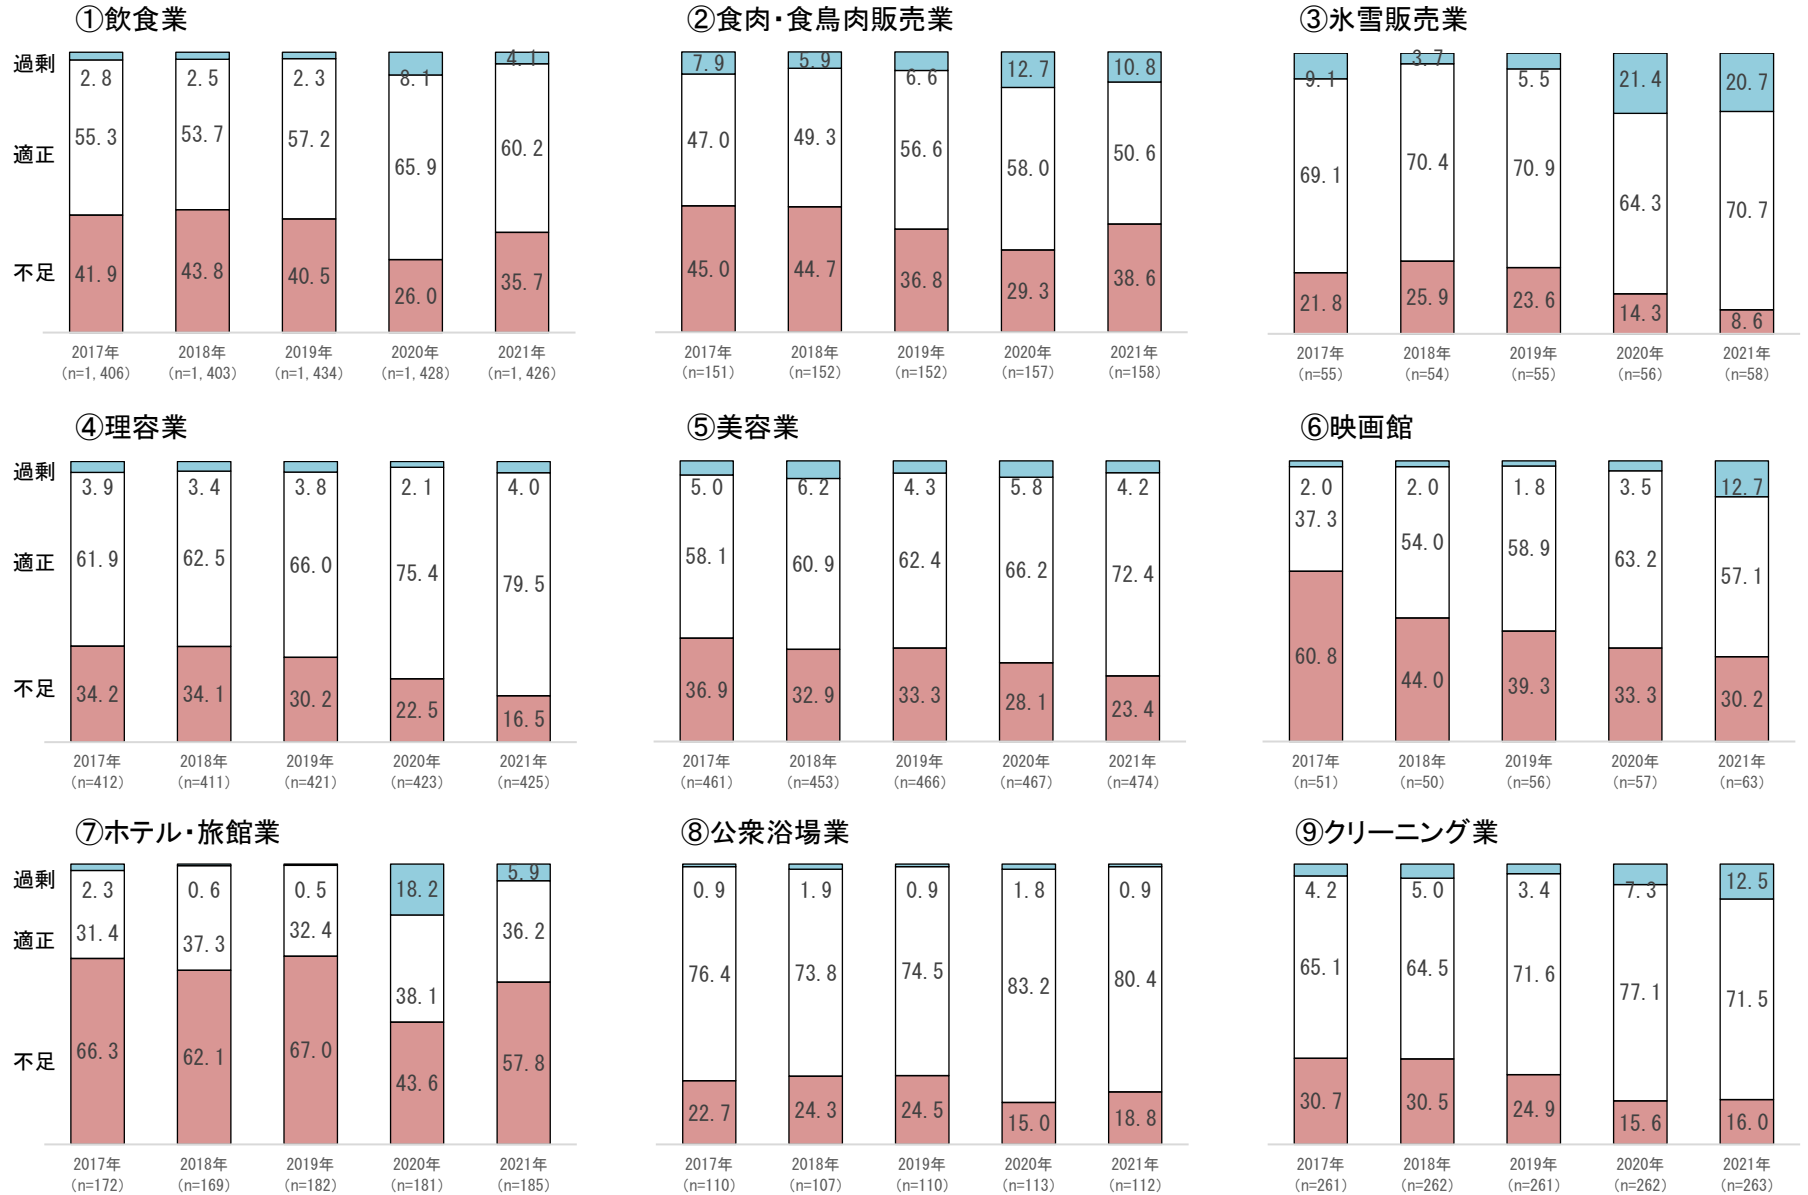 ①飲食業
②食肉・食鳥肉販売業
③氷雪販売業
過剰
2.8 2.5 2.3 8.1 4.1
7.9 5.9 6.6 12.7 10.8
9.1 3.7 5.5 21.4 20.7
適正
55.3 53.7 57.2 65.9 60.2
47.0 49.3 56.6 58.0 50.6
69.1 70.4 70.9 64.3 70.7
不足
41.9 43.8 40.5 26.0 35.7
45.0 44.7 36.8 29.3 38.6
21.8 25.9 23.6 14.3 8.6
2017年 2018年 2019年 2020年 2021年
(n=1,406) (n=1,403) (n=1,434) (n=1,428) (n=1,426)
2017年 2018年 2019年 2020年 2021年
(n=151) (n=152) (n=152) (n=157) (n=158)
2017年 2018年 2019年 2020年 2021年
(n=55) (n=54) (n=55) (n=56) (n=58)
④理容業
⑤美容業
⑥映画館
過剰
3.9 3.4 3.8 2.1 4.0
5.0 6.2 4.3 5.8 4.2
2.0 2.0 1.8 3.5 12.7
適正
61.9 62.5 66.0 75.4 79.5
58.1 60.9 62.4 66.2 72.4
37.3 54.0 58.9 63.2 57.1
不足
34.2 34.1 30.2 22.5 16.5
36.9 32.9 33.3 28.1 23.4
60.8 44.0 39.3 33.3 30.2
2017年 2018年 2019年 2020年 2021年
(n=412) (n=411) (n=421) (n=423) (n=425)
2017年 2018年 2019年 2020年 2021年
(n=461) (n=453) (n=466) (n=467) (n=474)
2017年 2018年 2019年 2020年 2021年
(n=51) (n=50) (n=56) (n=57) (n=63)
⑦ホテル・旅館業
⑧公衆浴場業
⑨クリーニング業
過剰
2.3 0.6 0.5 18.2 5.9
0.9 1.9 0.9 1.8 0.9
4.2 5.0 3.4 7.3 12.5
適正
31.4 37.3 32.4 38.1 36.2
76.4 73.8 74.5 83.2 80.4
65.1 64.5 71.6 77.1 71.5
不足
66.3 62.1 67.0 43.6 57.8
22.7 24.3 24.5 15.0 18.8
30.7 30.5 24.9 15.6 16.0
2017年 2018年 2019年 2020年 2021年
(n=172) (n=169) (n=182) (n=181) (n=185)
2017年 2018年 2019年 2020年 2021年
(n=110) (n=107) (n=110) (n=113) (n=112)
2017年 2018年 2019年 2020年 2021年
(n=261) (n=262) (n=261) (n=262) (n=263)